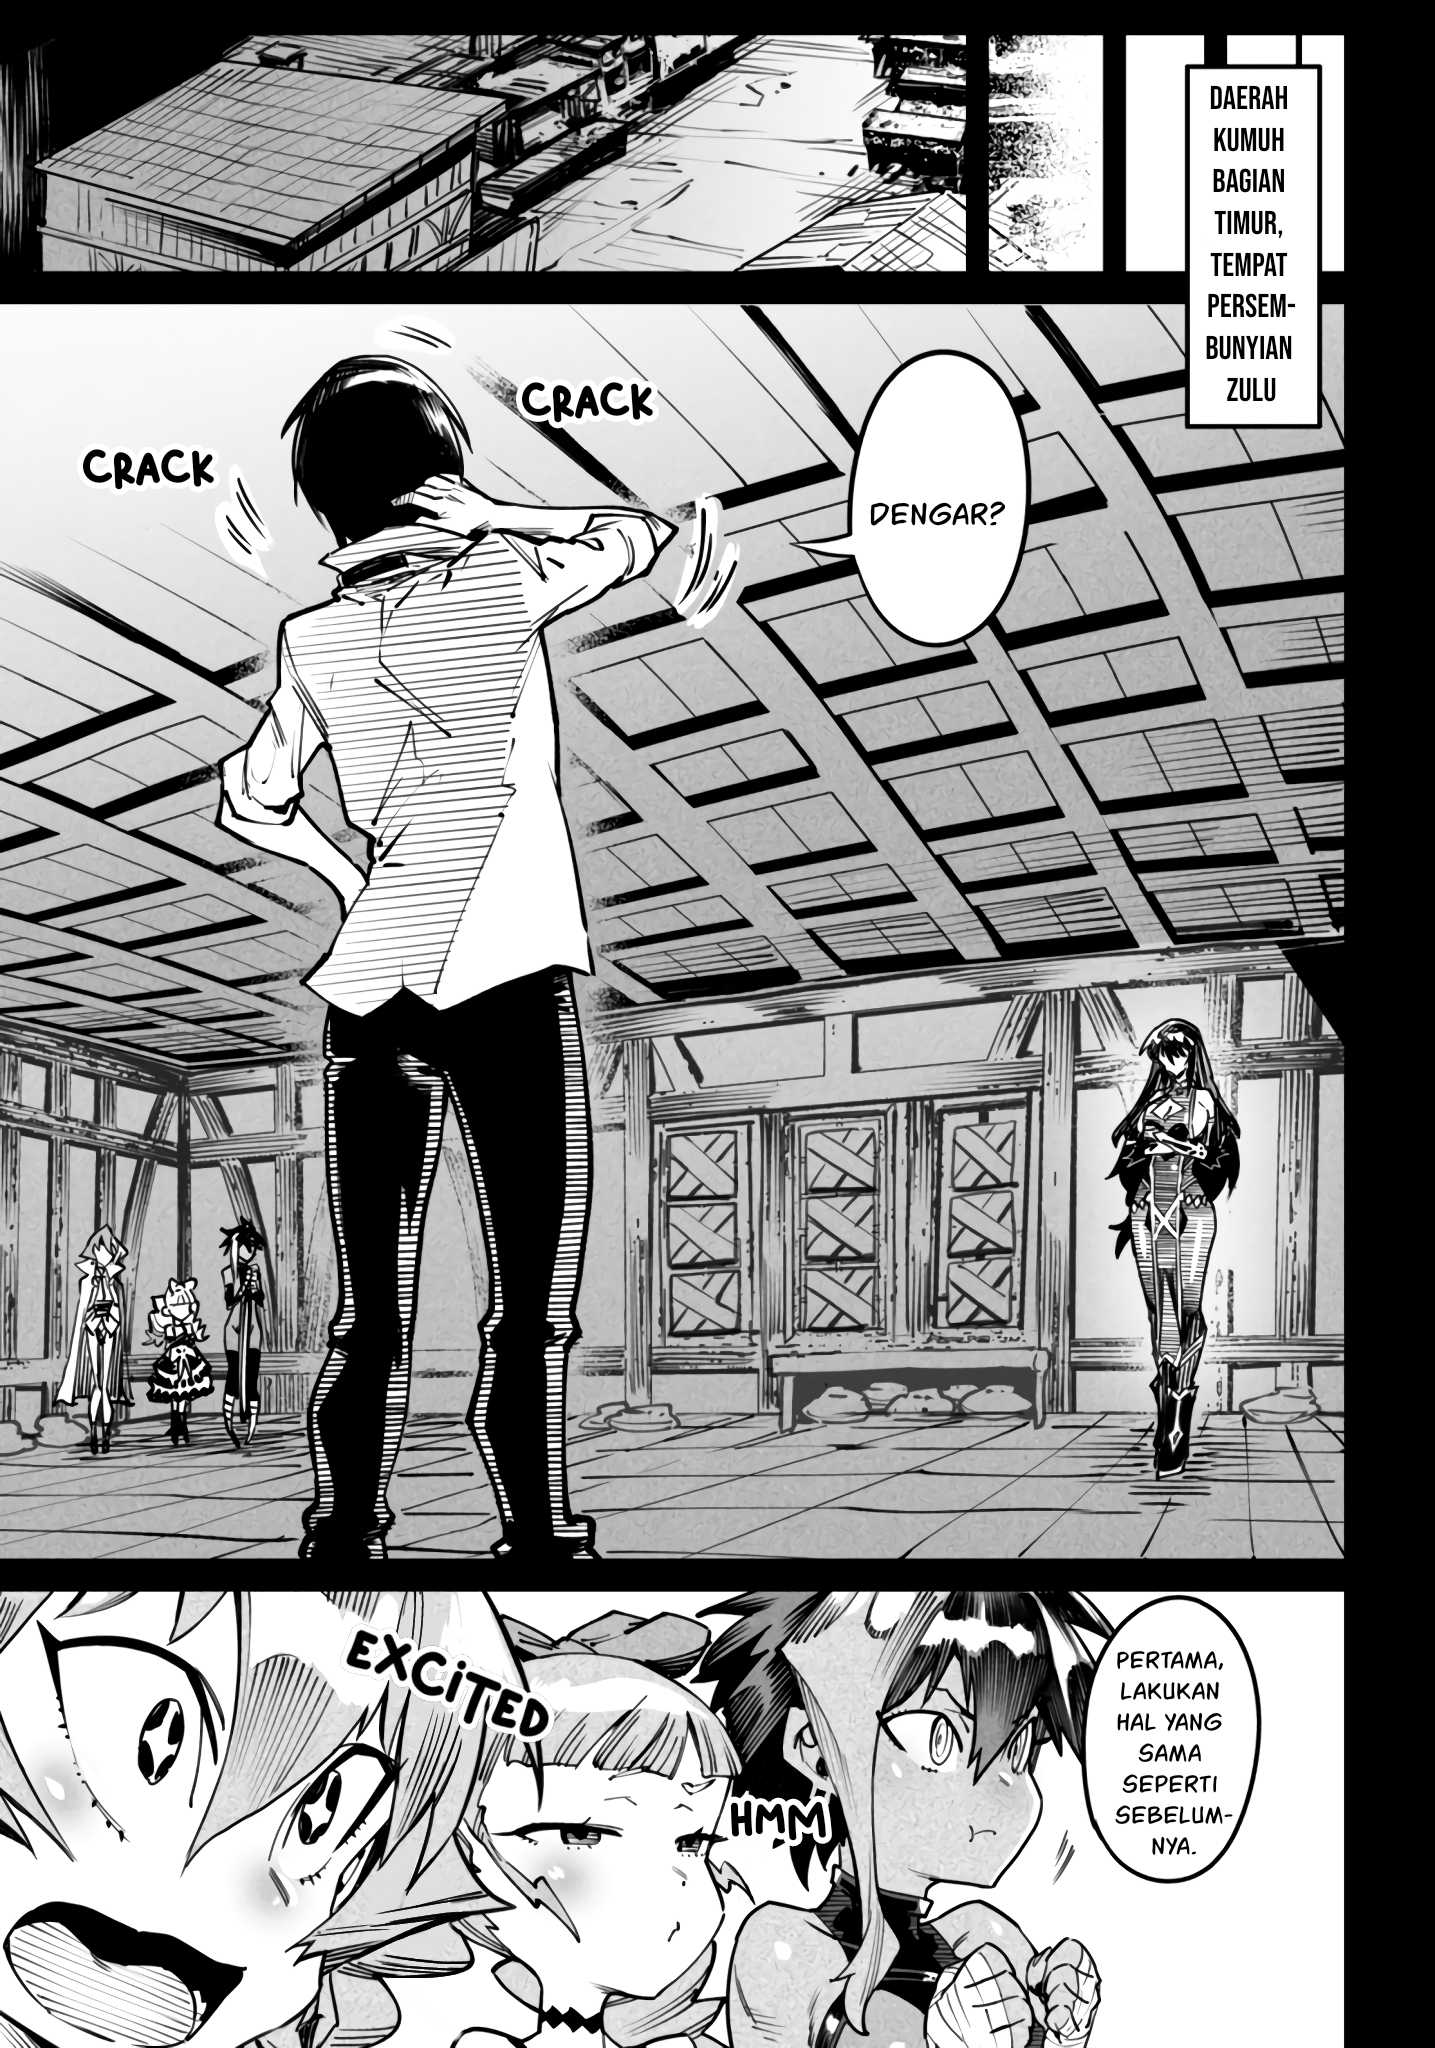 DAERAH
KUMUH
BAGIAN
TIMUR,
TEMPAT
PERSEM-
BUNYIAN
ZULU
CRACK
CRACK
DENGAR?
PERTAMA,
LAKUKAN
HAL YANG
SAMA
SEPERTI
SEBELUM-
NYA.
EXCITED
HMM